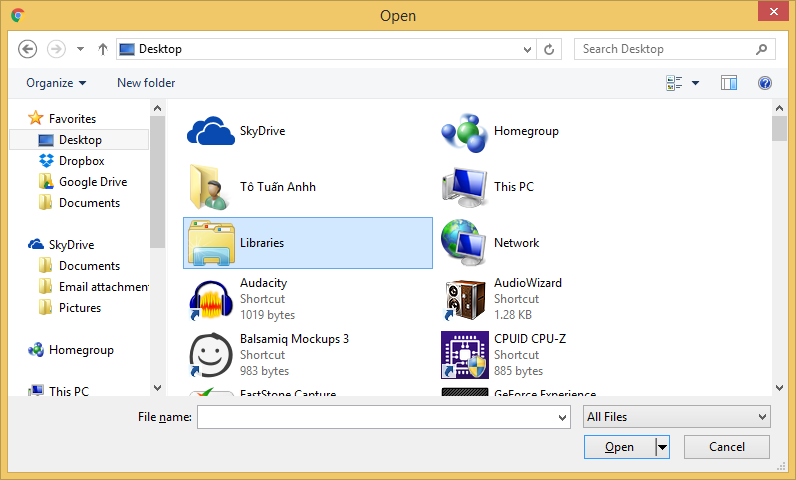 Open
Desktop
Search Desktop
Organize
New folder
Favorites
Desktop
Dropbox
Google Drive
Documents
SkyDrive
Documents
Email attachmen
Pictures
Homegroup
This PC
SkyDrive
Homegroup
Tô Tuấn Anhh
This PC
Libraries
Network
Audacity
Shortcut
1019 bytes
AudioWizard
Shortcut
1.28 KB
Balsamiq Mockups 3
Shortcut
983 bytes
CPUID CPU-Z
Shortcut
885 bytes
FastStone Capture
GeForce Experience
File name:
All Files
Open
Cancel